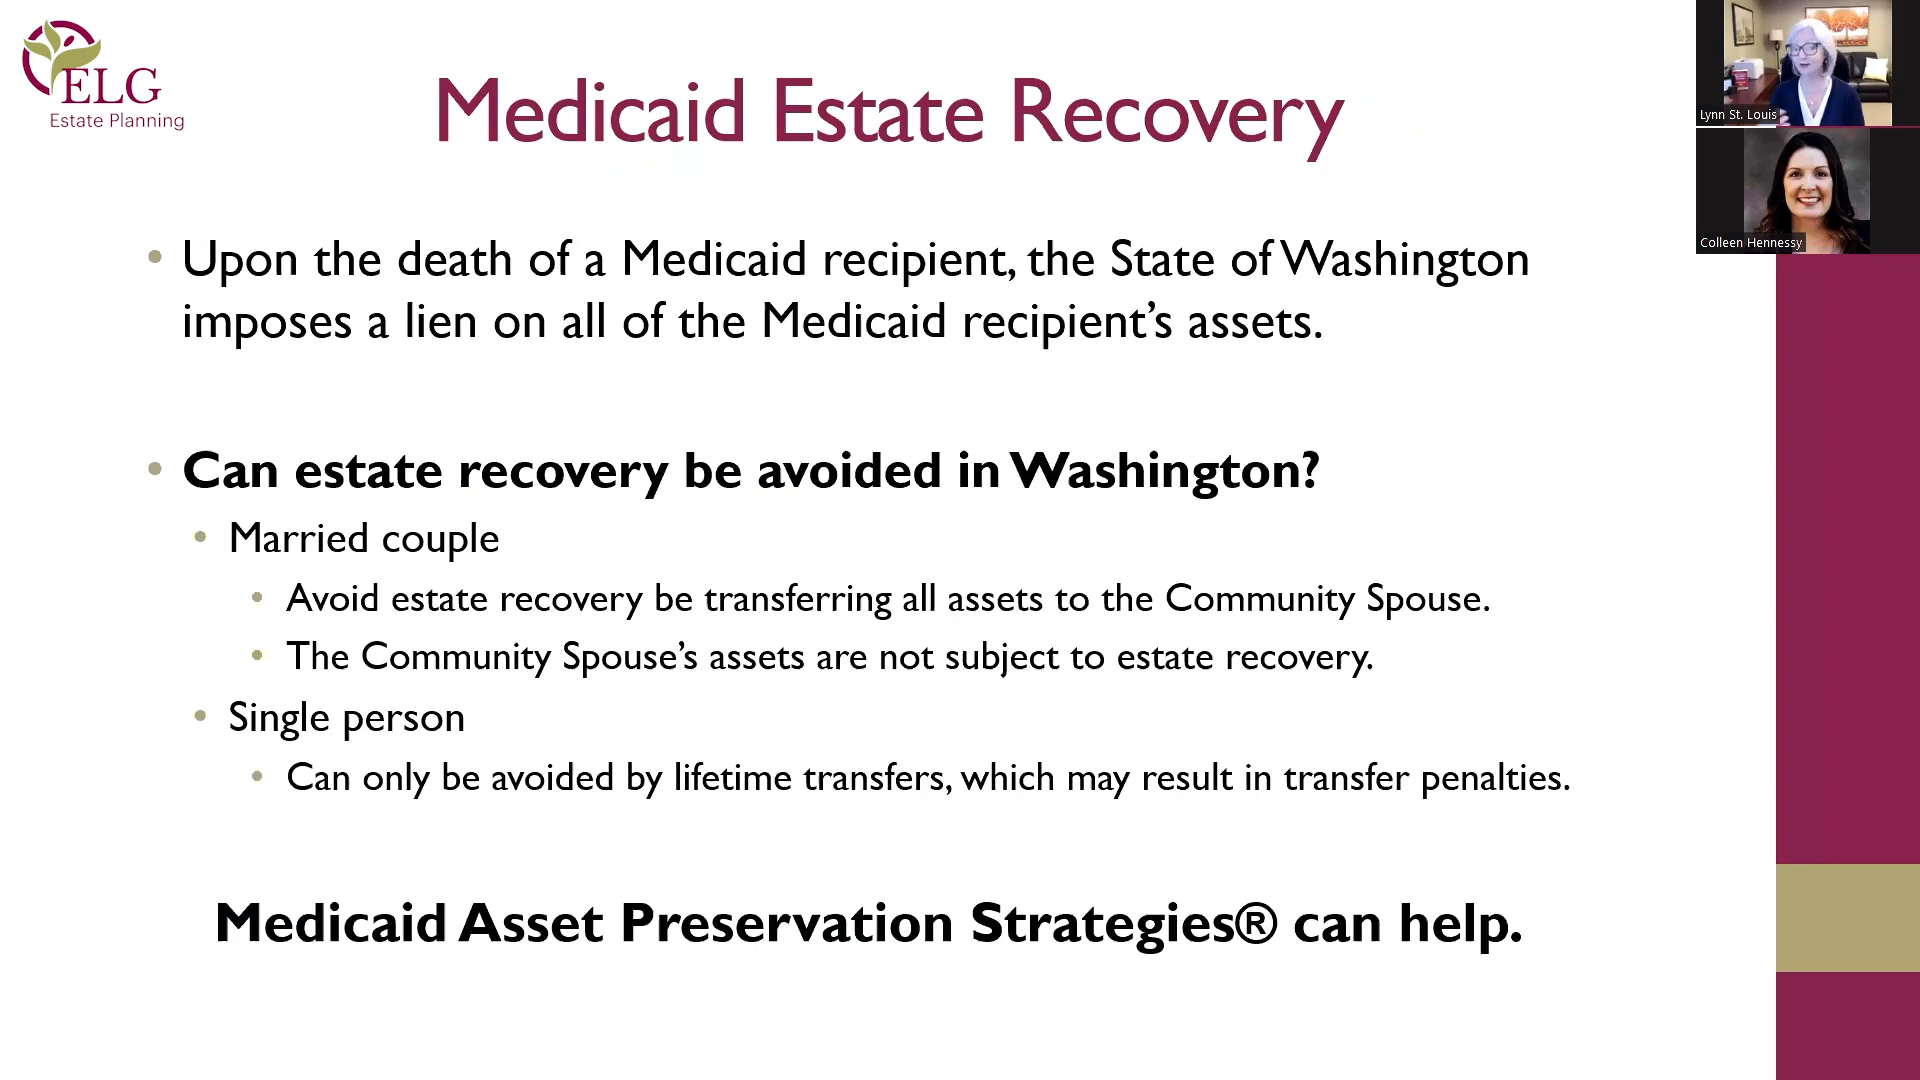 ELG
Estate Planning
Medicaid Estate Recovery
Lynn St. Louis
Colleen Hennessy
• Upon the death of a Medicaid recipient, the State of Washington
imposes a lien on all of the Medicaid recipient’s assets.
• Can estate recovery be avoided in Washington?
• Married couple
• Avoid estate recovery be transferring all assets to the Community Spouse.
• The Community Spouse’s assets are not subject to estate recovery.
• Single person
• Can only be avoided by lifetime transfers, which may result in transfer penalties.
Medicaid Asset Preservation Strategies® can help.